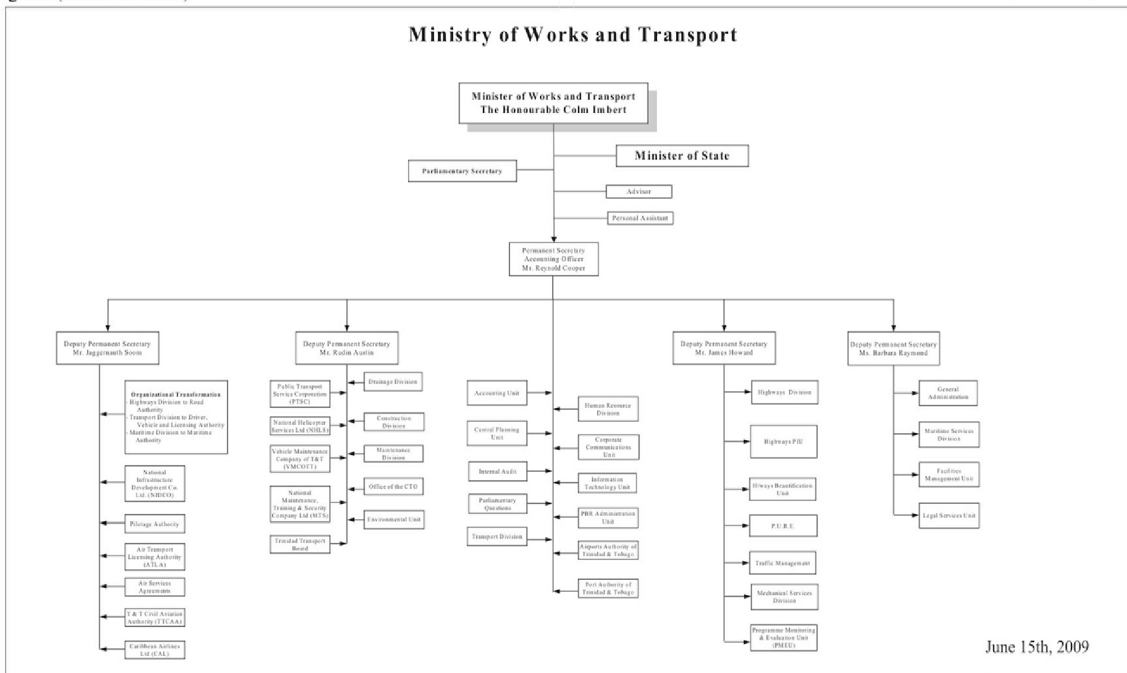 Ministry of Works and Transport
Minister of Works and Transport
The Honourable Colm Imbert
Minister of State
Parliamentary Secretary
Advisor
Personal Assistant
Permanent Secretary
Accounting Officer
Mr. Reynold Cooper
Deputy Permanent Secretary
Mr. Jaggernauth Soom
Organizational Transformation
- Highways Division to Road
Authority
- Transport Division to Driver,
Vehicle and Licensing Authority
- Maritime Division to Maritime
Authority
National
Infrastructure
Development Co.
Ltd. (NIDCO)
Pilotage Authority
Air Transport
Licensing Authority
(ATLA)
Air Services
Agreements
T & T Civil Aviation
Authority (TTCAA)
Caribbean Airlines
Ltd (CAL)
Deputy Permanent Secretary
Mr. Rudin Austin
Public Transport
Service Corporation
(PTSC)
National Helicopter
Services Ltd (NHLS)
Vehicle Maintenance
Company of T&T
(VMCOTT)
National
Maintenance,
Training & Security
Company Ltd (MTS)
Trinidad Transport
Board
Drainage Division
Construction
Division
Maintenance
Division
Office of the CTO
Environmental Unit
Accounting Unit
Central Planning
Unit
Internal Audit
Parliamentary
Questions
Transport Division
Human Resource
Division
Corporate
Communications
Unit
Information
Technology Unit
PBR Administration
Unit
Airports Authority of
Trinidad & Tobago
Port Authority of
Trinidad & Tobago
Deputy Permanent Secretary
Mr. James Howard
Highways Division
Highways PIU
Hiways Beautification
Unit
P.U.R.E.
Traffic Management
Mechanical Services
Division
Programme Monitoring
& Evaluation Unit
(PMEU)
Deputy Permanent Secretary
Ms. Barbara Raymond
General
Administration
Maritime Services
Division
Facilities
Management Unit
Legal Services Unit
June 15th, 2009